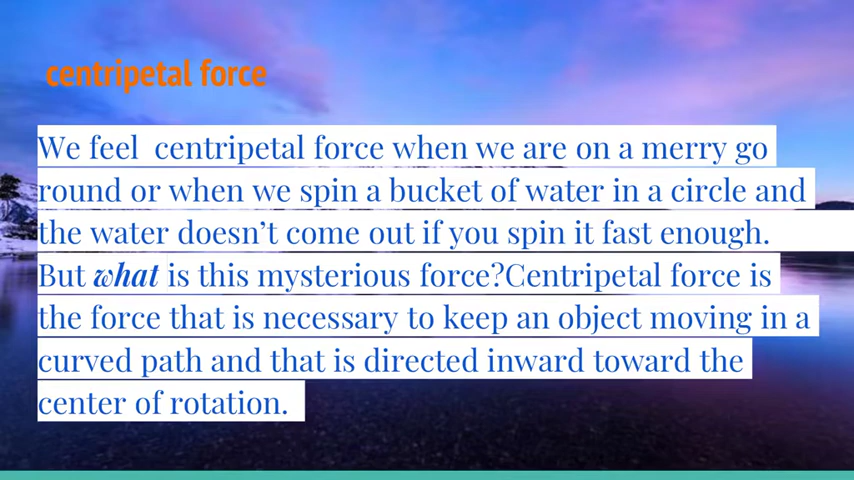 centripetal force
We feel  centripetal force when we are on a merry go
round or when we spin a bucket of water in a circle and
the water doesn’t come out if you spin it fast enough.
But what is this mysterious force?Centripetal force is
the force that is necessary to keep an object moving in a
curved path and that is directed inward toward the
center of rotation.